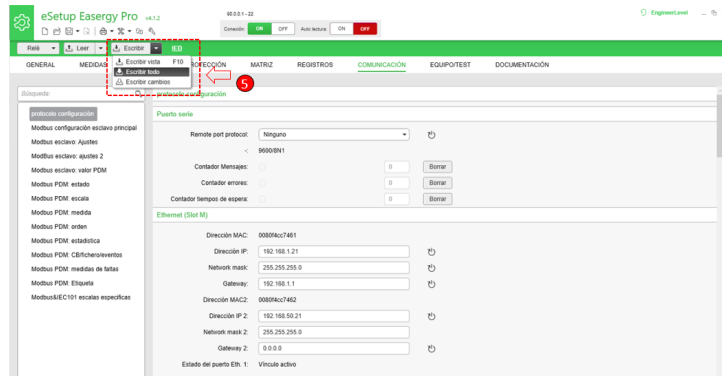 eSetup Easergy Pro v4.1.2
EngineerLevel
Conexión: ON OFF Auto lectura: ON OFF
Relé Leer Escribir IED
Escribir vista F10
Escribir todo
Escribir cambios
GENERAL MEDIDAS MATRIZ REGISTROS COMUNICACIÓN EQUIPO/TEST DOCUMENTACIÓN
5
Búsqueda: protocolo configuración
protocolo configuración
Modbus configuración esclavo principal
Modbus esclavo: Ajustes
ModBus esclavo: ajustes 2
Modbus esclavo: valor PDM
Modbus PDM: estado
Modbus PDM: escala
Modbus PDM: medida
Modbus PDM: orden
Modbus PDM: estadistica
Modbus PDM: CB/fichero/eventos
Modbus PDM: medidas de faltas
Modbus PDM: Etiqueta
Modbus&IEC101 escalas especificas
Puerto serie
Remote port protocol: Ninguno
-: 9600/8N1
Contador Mensajes: 0 Borrar
Contador errores: 0 Borrar
Contador tiempos de espera: 0 Borrar
Ethernet (Slot M)
Dirección MAC: 0080f4cc7461
Dirección IP: 192.168.1.21
Network mask: 255.255.255.0
Gateway: 192.168.1.1
Dirección MAC2: 0080f4cc7462
Dirección IP 2: 192.168.50.21
Network mask 2: 255.255.255.0
Gateway 2: 0.0.0.0
Estado del puerto Eth. 1: Vínculo activo